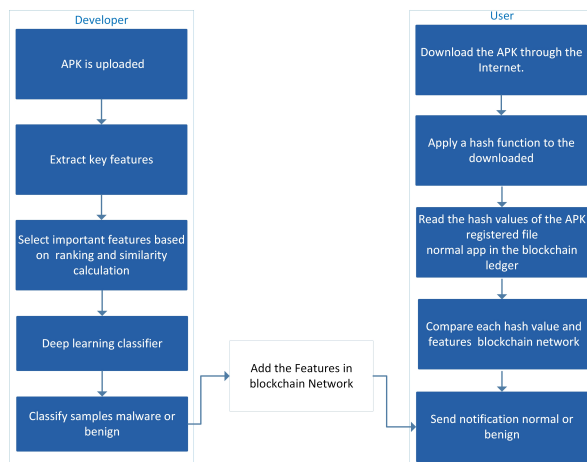 Developer
APK is uploaded
Extract key features
Select important features based
on ranking and similarity
calculation
Deep learning classifier
Classify samples malware or
benign
Add the Features in
blockchain Network
User
Download the APK through the
Internet.
Apply a hash function to the
downloaded
Read the hash values of the APK
registered file
normal app in the blockchain
ledger
Compare each hash value and
features blockchain network
Send notification normal or
benign